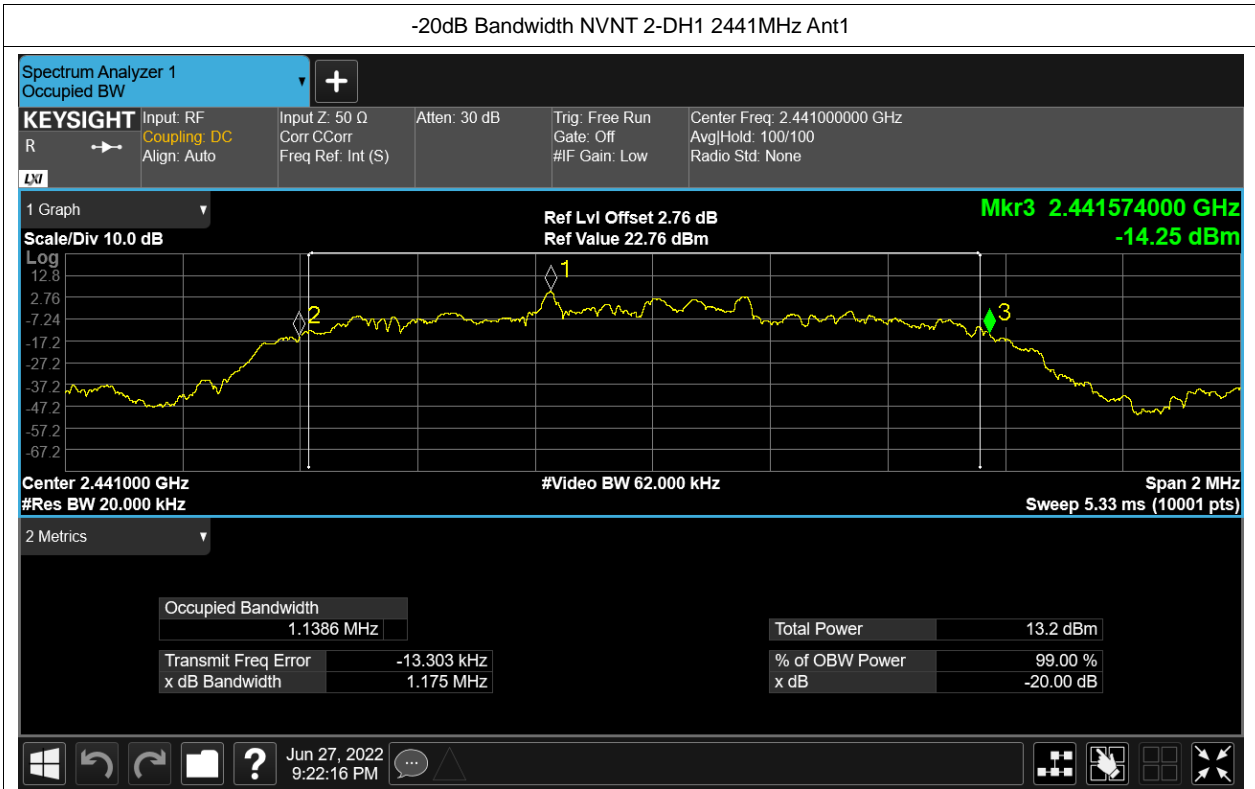 -20dB Bandwidth NVNT 2-DH1 2441MHz Ant1
Spectrum Analyzer 1
Occupied BW
KEYSIGHT
R
LXI
Input: RF
Coupling: DC
Align: Auto
Input Z: 50 Ω
Corr CCorr
Freq Ref: Int (S)
Atten: 30 dB
Trig: Free Run
Gate: Off
#IF Gain: Low
Center Freq: 2.441000000 GHz
Avg|Hold: 100/100
Radio Std: None
1 Graph
Scale/Div 10.0 dB
Ref Lvl Offset 2.76 dB
Ref Value 22.76 dBm
Mkr3 2.441574000 GHz
-14.25 dBm
Log
12.8
2.76
-7.24
-17.2
-27.2
-37.2
-47.2
-57.2
-67.2
1
2
3
Center 2.441000 GHz
#Res BW 20.000 kHz
#Video BW 62.000 kHz
Span 2 MHz
Sweep 5.33 ms (10001 pts)
2 Metrics
Occupied Bandwidth
1.1386 MHz
Transmit Freq Error -13.303 kHz
x dB Bandwidth 1.175 MHz
Total Power 13.2 dBm
% of OBW Power 99.00 %
x dB -20.00 dB
Jun 27, 2022
9:22:16 PM